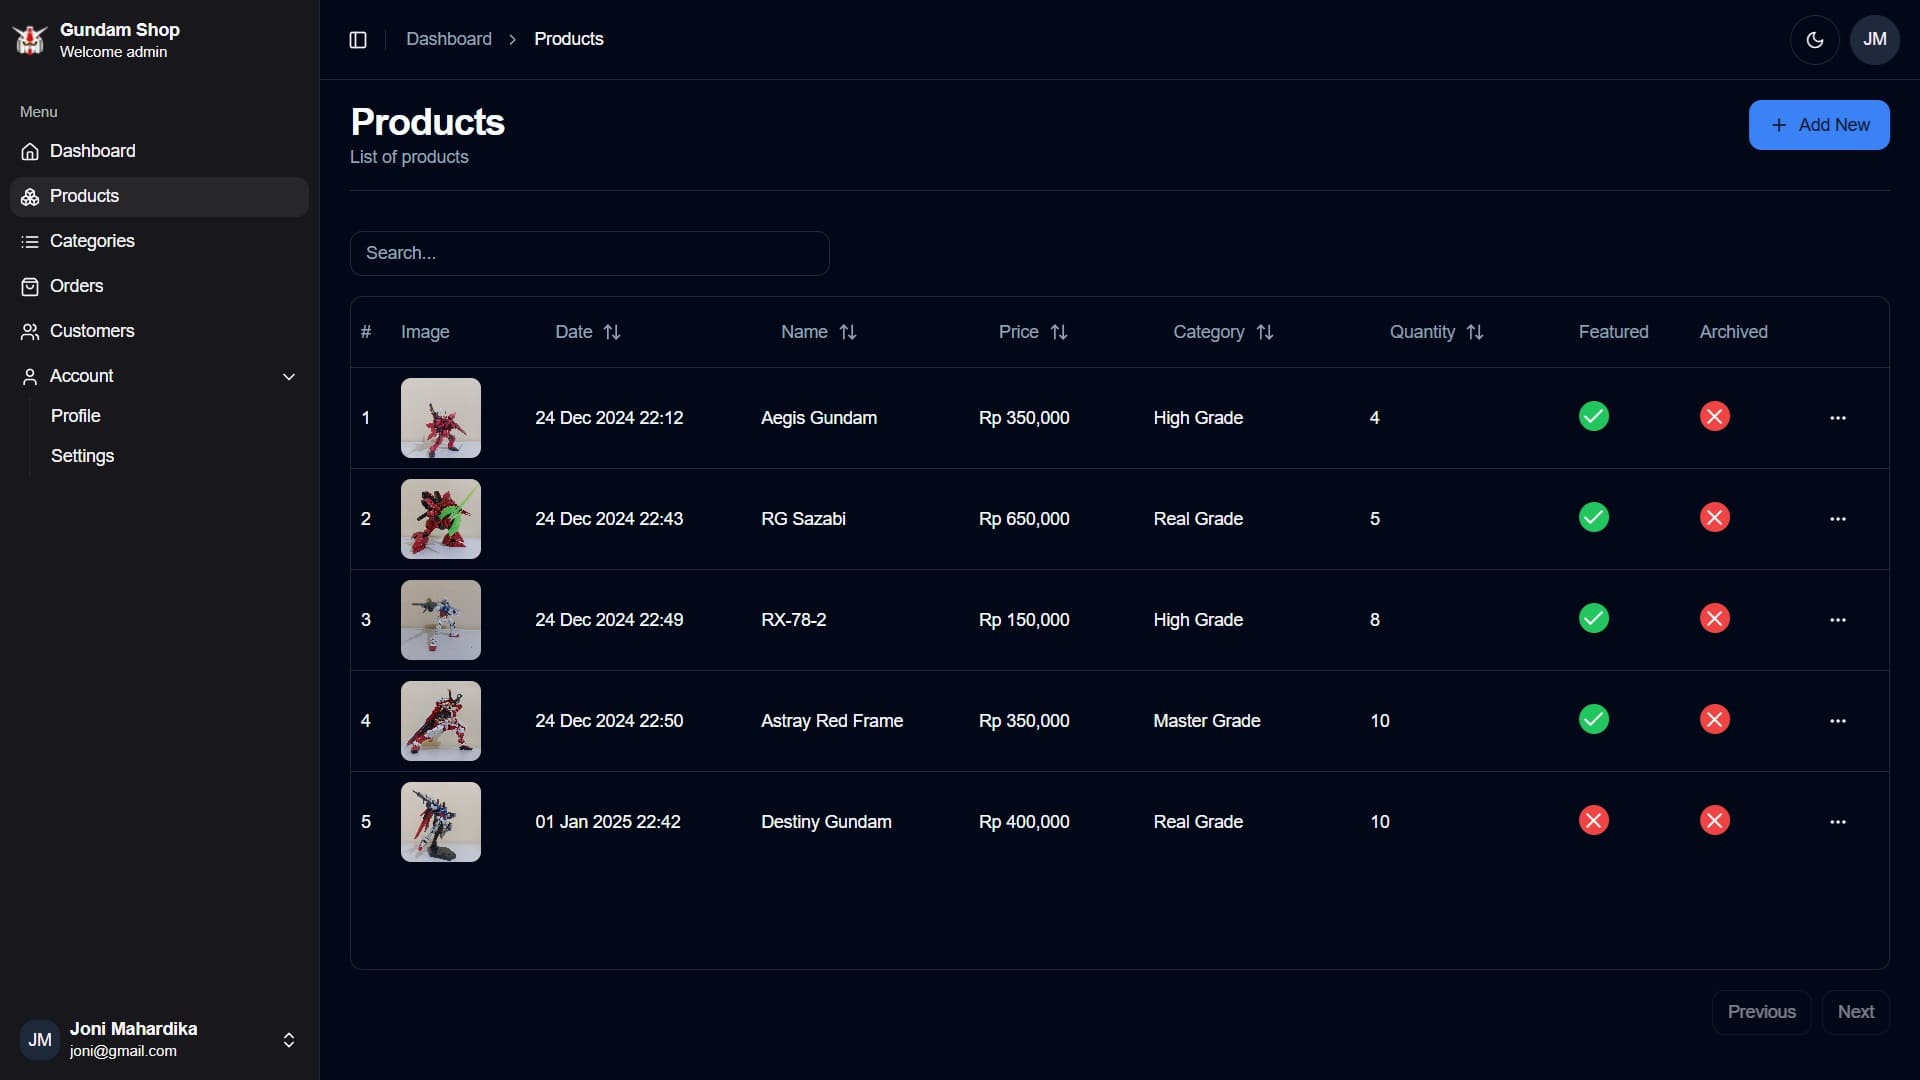 Gundam Shop
Welcome admin
Menu
Dashboard
Products
Categories
Orders
Customers
Account
Profile
Settings
Joni Mahardika
JM
joni@gmail.com
Dashboard > Products
JM
Products
List of products
+ Add New
Search...
# Image Date Name Price Category Quantity Featured Archived
1 24 Dec 2024 22:12 Aegis Gundam Rp 350,000 High Grade 4
2 24 Dec 2024 22:43 RG Sazabi Rp 650,000 Real Grade 5
3 24 Dec 2024 22:49 RX-78-2 Rp 150,000 High Grade 8
4 24 Dec 2024 22:50 Astray Red Frame Rp 350,000 Master Grade 10
5 01 Jan 2025 22:42 Destiny Gundam Rp 400,000 Real Grade 10
Previous Next